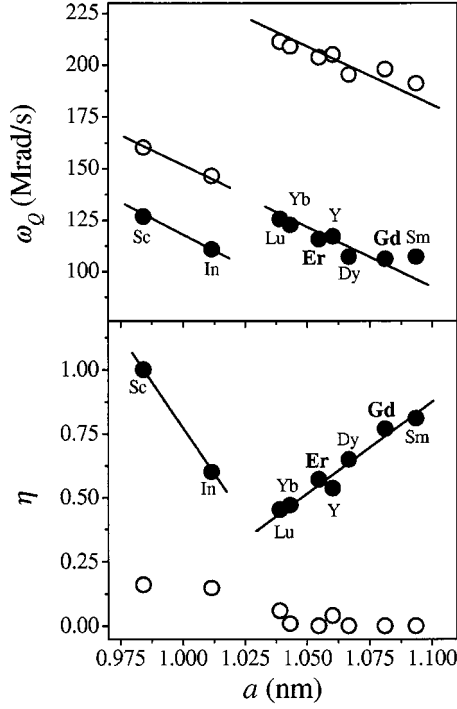 225
200
175
150
125
100
ω_Q (Mrad/s)
Sc
In
Lu
Yb
Er
Y
Dy
Gd
Sm
1.00
0.75
0.50
0.25
0.00
η
Sc
In
Lu
Yb
Er
Y
Dy
Gd
Sm
0.975 1.000 1.025 1.050 1.075 1.100
a (nm)